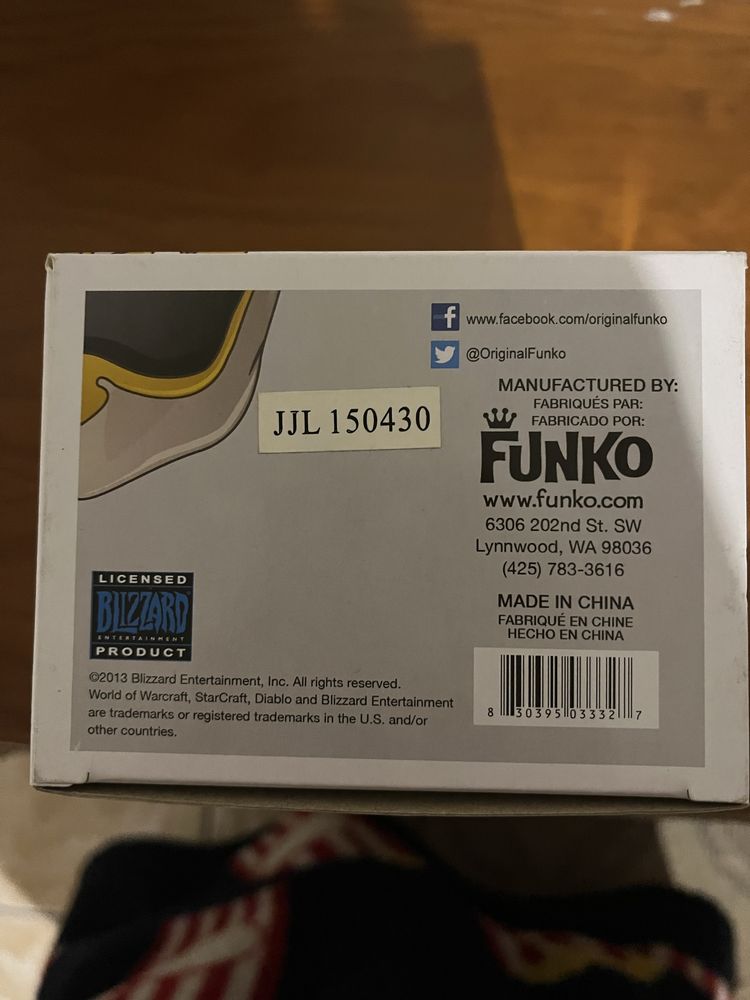 www.facebook.com/originalfunko
@OriginalFunko
MANUFACTURED BY:
FABRIQUÉS PAR:
FABRICADO POR:
FUNKO
www.funko.com
6306 202nd St. SW
Lynnwood, WA 98036
(425) 783-3616
MADE IN CHINA
FABRIQUÉ EN CHINE
HECHO EN CHINA
8 30395 03332 7
JJL 150430
LICENSED
BLIZZARD
ENTERTAINMENT
PRODUCT
©2013 Blizzard Entertainment, Inc. All rights reserved.
World of Warcraft, StarCraft, Diablo and Blizzard Entertainment
are trademarks or registered trademarks in the U.S. and/or
other countries.